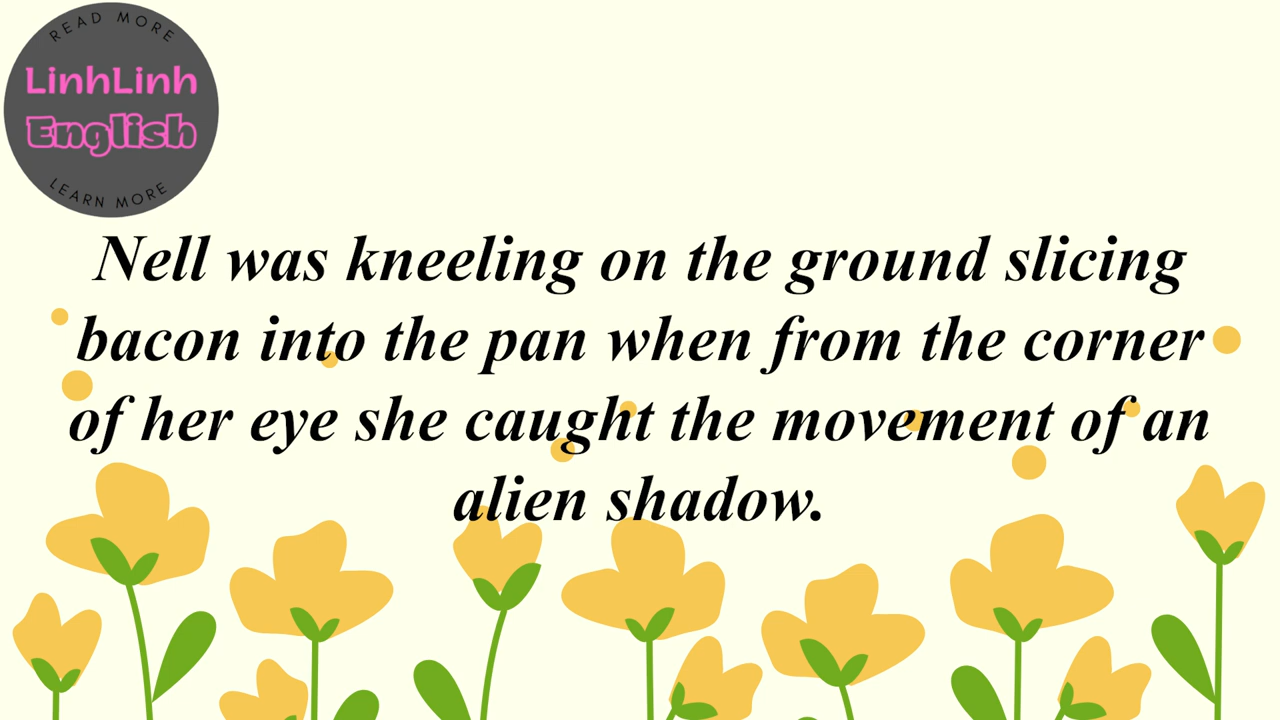 READ MORE
LinhLinh
English
LEARN MORE
Nell was kneeling on the ground slicing
bacon into the pan when from the corner
of her eye she caught the movement of an
alien shadow.